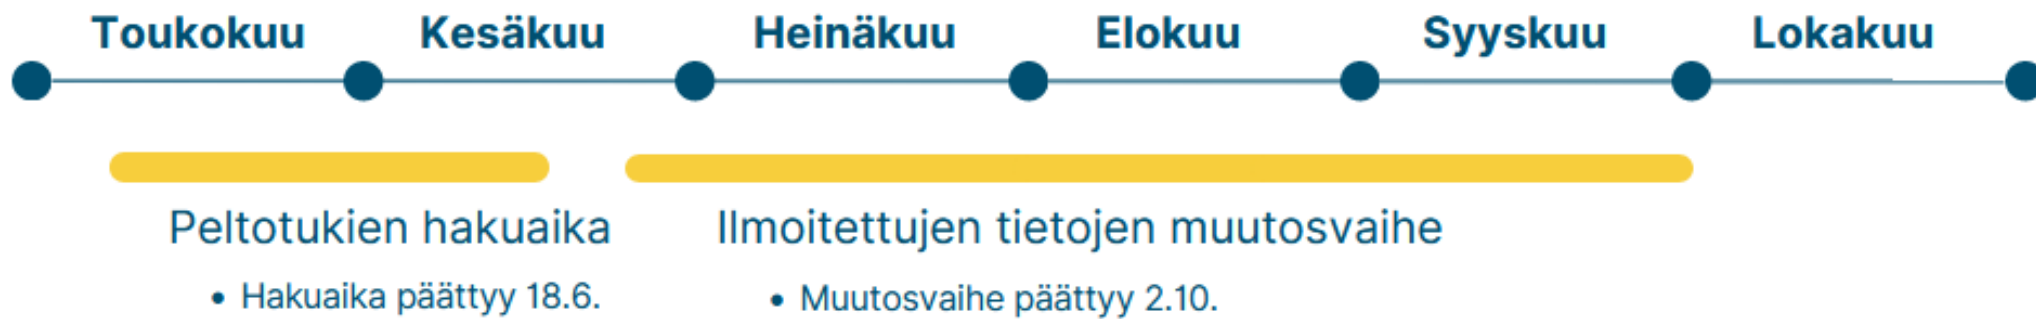 Toukokuu Kesäkuu Heinäkuu Elokuu Syyskuu Lokakuu
Peltotukien hakuaika
• Hakuaika päättyy 18.6.
Ilmoitettujen tietojen muutosvaihe
• Muutosvaihe päättyy 2.10.